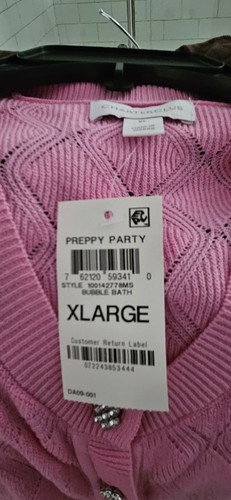 CHARTER CLUB
XL
PREPPY PARTY
7 62120 59341 0
STYLE 100142778MS
BUBBLE BATH
XLARGE
Customer Return Label
072243853444
DA09-001